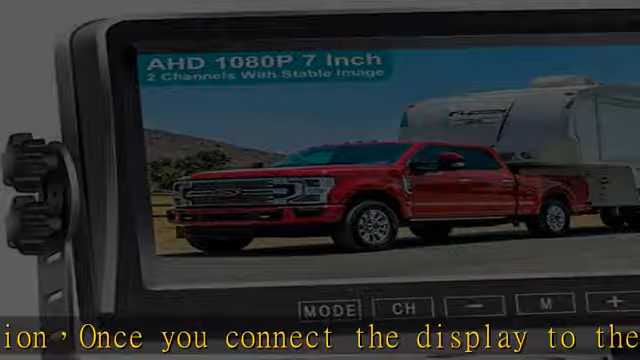 AHD 1080P 7 Inch
2 Channels With Stable Image
MODE CH − M +
ion，Once you connect the display to the